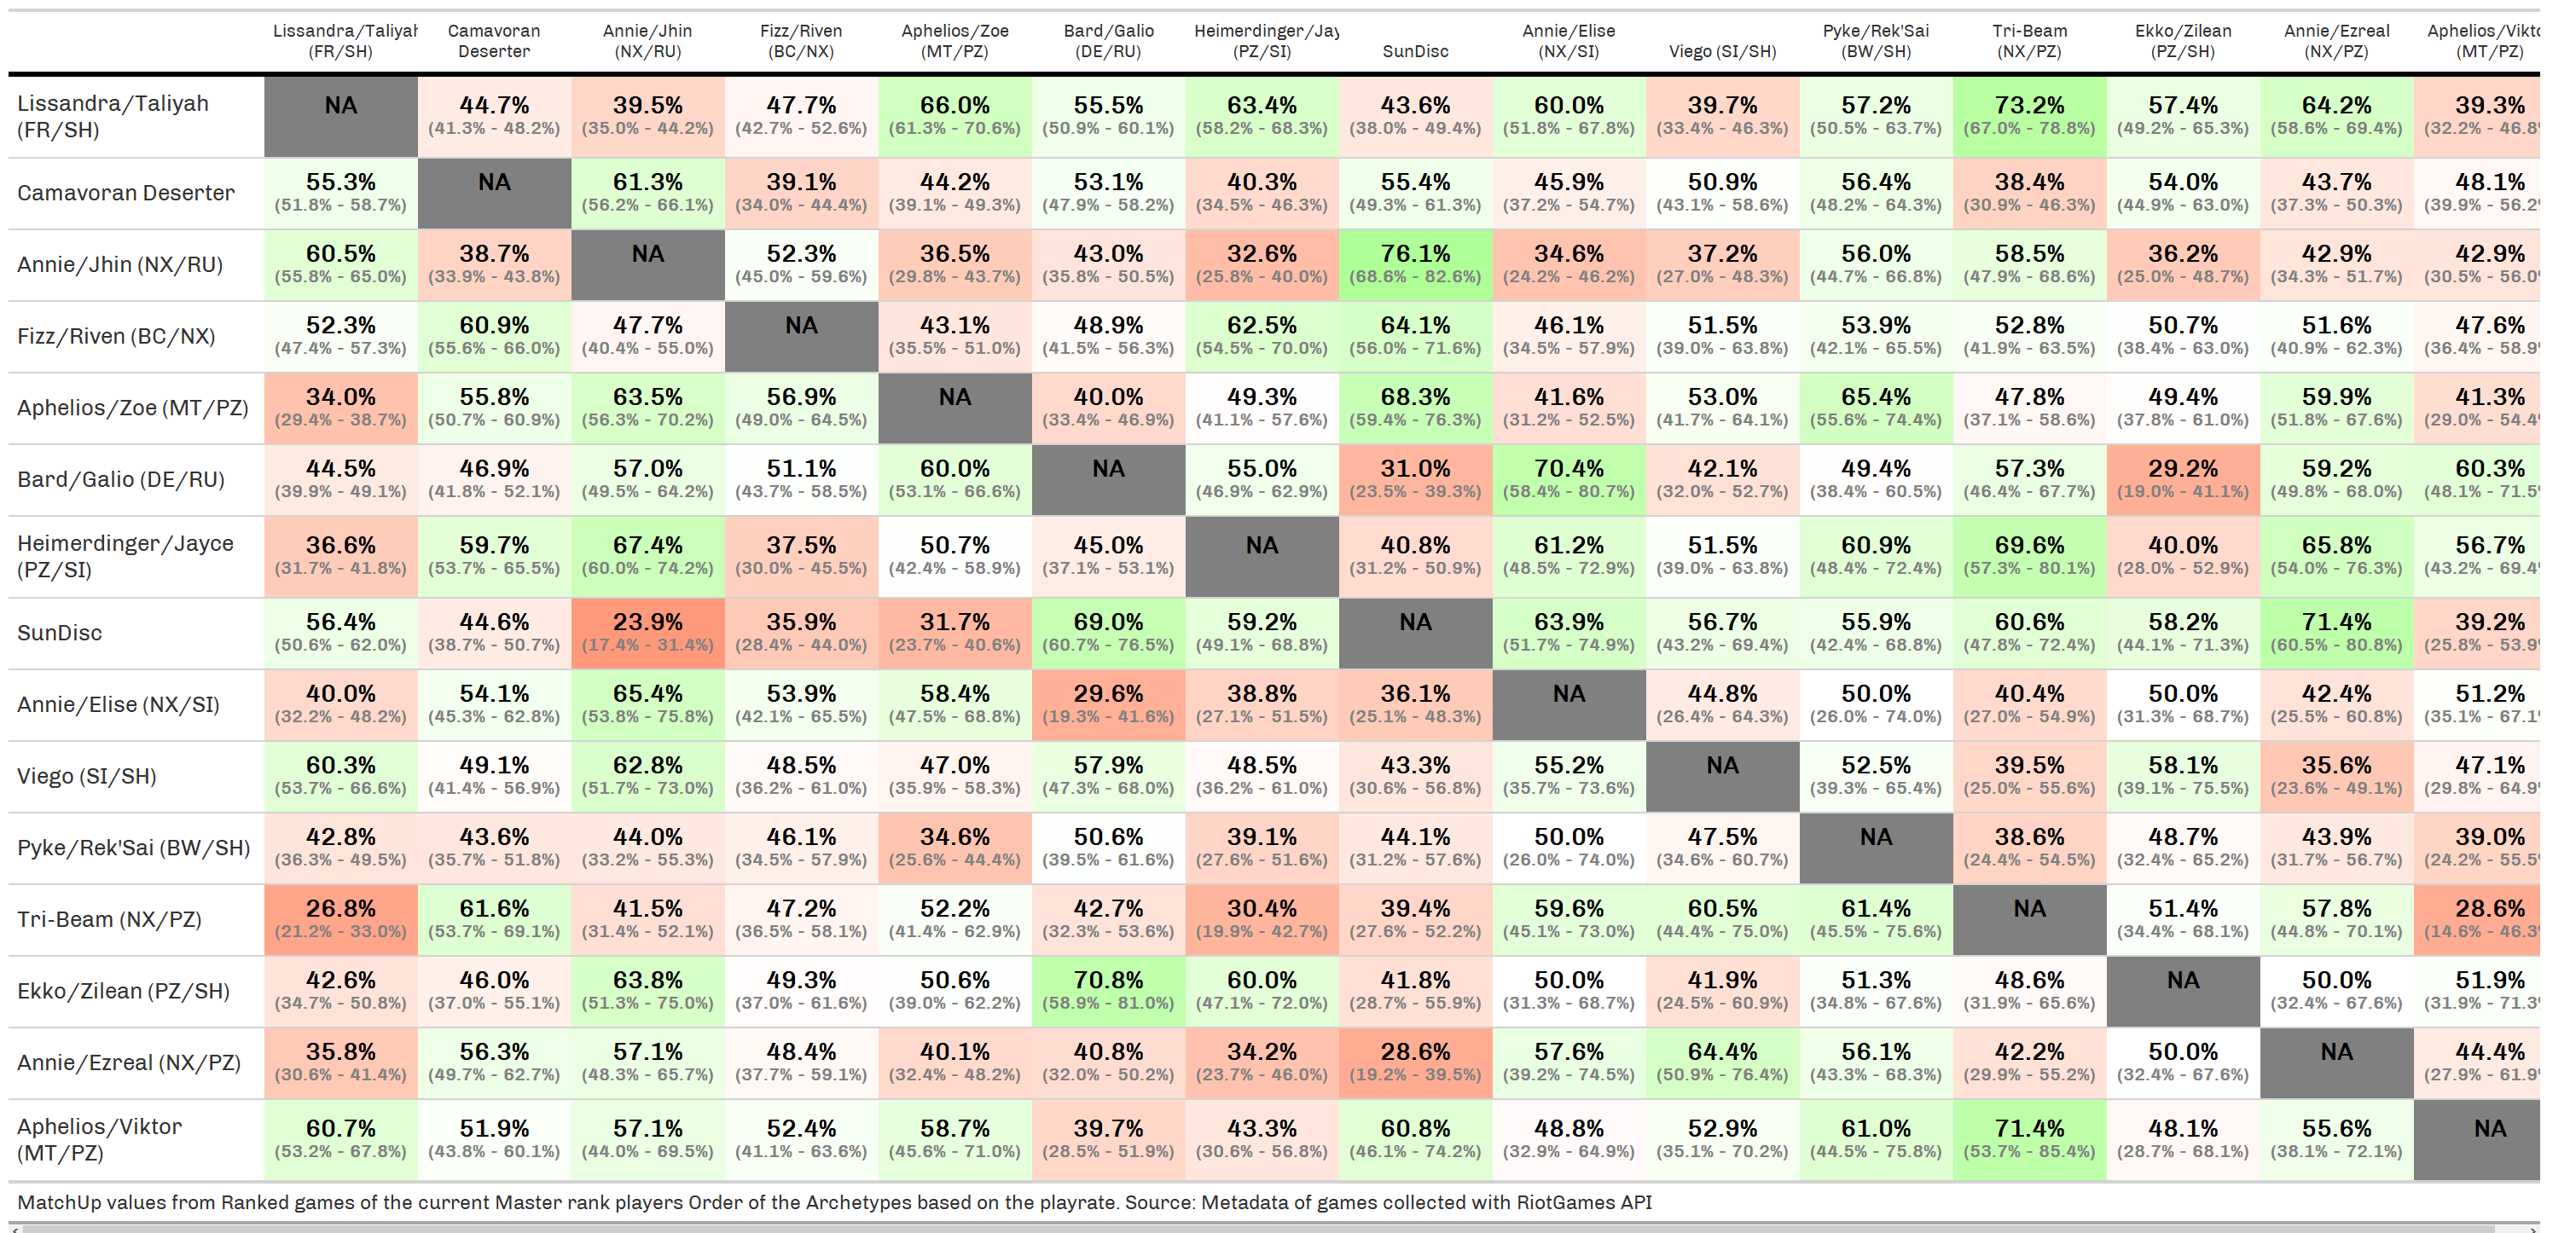 Lissandra/Taliyah Camavoran Annie/Jhin Fizz/Riven Aphelios/Zoe Bard/Galio Heimerdinger/Jay Annie/Elise Pyke/Rek'Sai Tri-Beam Ekko/Zilean Annie/Ezreal Aphelios/Vikto
(FR/SH) Deserter (NX/RU) (BC/NX) (MT/PZ) (DE/RU) (PZ/SI) SunDisc (NX/SI) Viego (SI/SH) (BW/SH) (NX/PZ) (PZ/SH) (NX/PZ) (MT/PZ)
Lissandra/Taliyah NA 44.7% 39.5% 47.7% 66.0% 55.5% 63.4% 43.6% 60.0% 39.7% 57.2% 73.2% 57.4% 64.2% 39.3%
(FR/SH) (41.3% - 48.2%) (35.0% - 44.2%) (42.7% - 52.6%) (61.3% - 70.6%) (50.9% - 60.1%) (58.2% - 68.3%) (38.0% - 49.4%) (51.8% - 67.8%) (33.4% - 46.3%) (50.5% - 63.7%) (67.0% - 78.8%) (49.2% - 65.3%) (58.6% - 69.4%) (32.2% - 46.8%
Camavoran Deserter 55.3% NA 61.3% 39.1% 44.2% 53.1% 40.3% 55.4% 45.9% 50.9% 56.4% 38.4% 54.0% 43.7% 48.1%
(51.8% - 58.7%) (56.2% - 66.1%) (34.0% - 44.4%) (39.1% - 49.3%) (47.9% - 58.2%) (34.5% - 46.3%) (49.3% - 61.3%) (37.2% - 54.7%) (43.1% - 58.6%) (48.2% - 64.3%) (30.9% - 46.3%) (44.9% - 63.0%) (37.3% - 50.3%) (39.9% - 56.2%
Annie/Jhin (NX/RU) 60.5% 38.7% NA 52.3% 36.5% 43.0% 32.6% 76.1% 34.6% 37.2% 56.0% 58.5% 36.2% 42.9% 42.9%
(55.8% - 65.0%) (33.9% - 43.8%) (45.0% - 59.6%) (29.8% - 43.7%) (35.8% - 50.5%) (25.8% - 40.0%) (68.6% - 82.6%) (24.2% - 46.2%) (27.0% - 48.3%) (44.7% - 66.8%) (47.9% - 68.6%) (25.0% - 48.7%) (34.3% - 51.7%) (30.5% - 56.0%
Fizz/Riven (BC/NX) 52.3% 60.9% 47.7% NA 43.1% 48.9% 62.5% 64.1% 46.1% 51.5% 53.9% 52.8% 50.7% 51.6% 47.6%
(47.4% - 57.3%) (55.6% - 66.0%) (40.4% - 55.0%) (35.5% - 51.0%) (41.5% - 56.3%) (54.5% - 70.0%) (56.0% - 71.6%) (34.5% - 57.9%) (39.0% - 63.8%) (42.1% - 65.5%) (41.9% - 63.5%) (38.4% - 63.0%) (40.9% - 62.3%) (36.4% - 58.9%
Aphelios/Zoe (MT/PZ) 34.0% 55.8% 63.5% 56.9% NA 40.0% 49.3% 68.3% 41.6% 53.0% 65.4% 47.8% 49.4% 59.9% 41.3%
(29.4% - 38.7%) (50.7% - 60.9%) (56.3% - 70.2%) (49.0% - 64.5%) (33.4% - 46.9%) (41.1% - 57.6%) (59.4% - 76.3%) (31.2% - 52.5%) (41.7% - 64.1%) (55.6% - 74.4%) (37.1% - 58.6%) (37.8% - 61.0%) (51.8% - 67.6%) (29.0% - 54.4%
Bard/Galio (DE/RU) 44.5% 46.9% 57.0% 51.1% 60.0% NA 55.0% 31.0% 70.4% 42.1% 49.4% 57.3% 29.2% 59.2% 60.3%
(39.9% - 49.1%) (41.8% - 52.1%) (49.5% - 64.2%) (43.7% - 58.5%) (53.1% - 66.6%) (46.9% - 62.9%) (23.5% - 39.3%) (58.4% - 80.7%) (32.0% - 52.7%) (38.4% - 60.5%) (46.4% - 67.7%) (19.0% - 41.1%) (49.8% - 68.0%) (48.1% - 71.5%
Heimerdinger/Jayce 36.6% 59.7% 67.4% 37.5% 50.7% 45.0% NA 40.8% 61.2% 51.5% 60.9% 69.6% 40.0% 65.8% 56.7%
(PZ/SI) (31.7% - 41.8%) (53.7% - 65.5%) (60.0% - 74.2%) (30.0% - 45.5%) (42.4% - 58.9%) (37.1% - 53.1%) (31.2% - 50.9%) (48.5% - 72.9%) (39.0% - 63.8%) (48.4% - 72.4%) (57.3% - 80.1%) (28.0% - 52.9%) (54.0% - 76.3%) (43.2% - 69.4%
SunDisc 56.4% 44.6% 23.9% 35.9% 31.7% 69.0% 59.2% NA 63.9% 56.7% 55.9% 60.6% 58.2% 71.4% 39.2%
(50.6% - 62.0%) (38.7% - 50.7%) (17.4% - 31.4%) (28.4% - 44.0%) (23.7% - 40.6%) (60.7% - 76.5%) (49.1% - 68.8%) (51.7% - 74.9%) (43.2% - 69.4%) (42.4% - 68.8%) (47.8% - 72.4%) (44.1% - 71.3%) (60.5% - 80.8%) (25.8% - 53.9%
Annie/Elise (NX/SI) 40.0% 54.1% 65.4% 53.9% 58.4% 29.6% 38.8% 36.1% NA 44.8% 50.0% 40.4% 50.0% 42.4% 51.2%
(32.2% - 48.2%) (45.3% - 62.8%) (53.8% - 75.8%) (42.1% - 65.5%) (47.5% - 68.8%) (19.3% - 41.6%) (27.1% - 51.5%) (25.1% - 48.3%) (26.4% - 64.3%) (26.0% - 74.0%) (27.0% - 54.9%) (31.3% - 68.7%) (25.5% - 60.8%) (35.1% - 67.1%
Viego (SI/SH) 60.3% 49.1% 62.8% 48.5% 47.0% 57.9% 48.5% 43.3% 55.2% NA 52.5% 39.5% 58.1% 35.6% 47.1%
(53.7% - 66.6%) (41.4% - 56.9%) (51.7% - 73.0%) (36.2% - 61.0%) (35.9% - 58.3%) (47.3% - 68.0%) (36.2% - 61.0%) (30.6% - 56.8%) (35.7% - 73.6%) (39.3% - 65.4%) (25.0% - 55.6%) (39.1% - 75.5%) (23.6% - 49.1%) (29.8% - 64.9%
Pyke/Rek'Sai (BW/SH) 42.8% 43.6% 44.0% 46.1% 34.6% 50.6% 39.1% 44.1% 50.0% 47.5% NA 38.6% 48.7% 43.9% 39.0%
(36.3% - 49.5%) (35.7% - 51.8%) (33.2% - 55.3%) (34.5% - 57.9%) (25.6% - 44.4%) (39.5% - 61.6%) (27.6% - 51.6%) (31.2% - 57.6%) (26.0% - 74.0%) (34.6% - 60.7%) (24.4% - 54.5%) (32.4% - 65.2%) (31.7% - 56.7%) (24.2% - 55.5%
Tri-Beam (NX/PZ) 26.8% 61.6% 41.5% 47.2% 52.2% 42.7% 30.4% 39.4% 59.6% 60.5% 61.4% NA 51.4% 57.8% 28.6%
(21.2% - 33.0%) (53.7% - 69.1%) (31.4% - 52.1%) (36.5% - 58.1%) (41.4% - 62.9%) (32.3% - 53.6%) (19.9% - 42.7%) (27.6% - 52.2%) (45.1% - 73.0%) (44.4% - 75.0%) (45.5% - 75.6%) (34.4% - 68.1%) (44.8% - 70.1%) (14.6% - 46.3%
Ekko/Zilean (PZ/SH) 42.6% 46.0% 63.8% 49.3% 50.6% 70.8% 60.0% 41.8% 50.0% 41.9% 51.3% 48.6% NA 50.0% 51.9%
(34.7% - 50.8%) (37.0% - 55.1%) (51.3% - 75.0%) (37.0% - 61.6%) (39.0% - 62.2%) (58.9% - 81.0%) (47.1% - 72.0%) (28.7% - 55.9%) (31.3% - 68.7%) (24.5% - 60.9%) (34.8% - 67.6%) (31.9% - 65.6%) (32.4% - 67.6%) (31.9% - 71.3%
Annie/Ezreal (NX/PZ) 35.8% 56.3% 57.1% 48.4% 40.1% 40.8% 34.2% 28.6% 57.6% 64.4% 56.1% 42.2% 50.0% NA 44.4%
(30.6% - 41.4%) (49.7% - 62.7%) (48.3% - 65.7%) (37.7% - 59.1%) (32.4% - 48.2%) (32.0% - 50.2%) (23.7% - 46.0%) (19.2% - 39.5%) (39.2% - 74.5%) (50.9% - 76.4%) (43.3% - 68.3%) (29.9% - 55.2%) (32.4% - 67.6%) (27.9% - 61.9%
Aphelios/Viktor 60.7% 51.9% 57.1% 52.4% 58.7% 39.7% 43.3% 60.8% 48.8% 52.9% 61.0% 71.4% 48.1% 55.6% NA
(MT/PZ) (53.2% - 67.8%) (43.8% - 60.1%) (44.0% - 69.5%) (41.1% - 63.6%) (45.6% - 71.0%) (28.5% - 51.9%) (30.6% - 56.8%) (46.1% - 74.2%) (32.9% - 64.9%) (35.1% - 70.2%) (44.5% - 75.8%) (53.7% - 85.4%) (28.7% - 68.1%) (38.1% - 72.1%)
MatchUp values from Ranked games of the current Master rank players Order of the Archetypes based on the playrate. Source: Metadata of games collected with RiotGames API